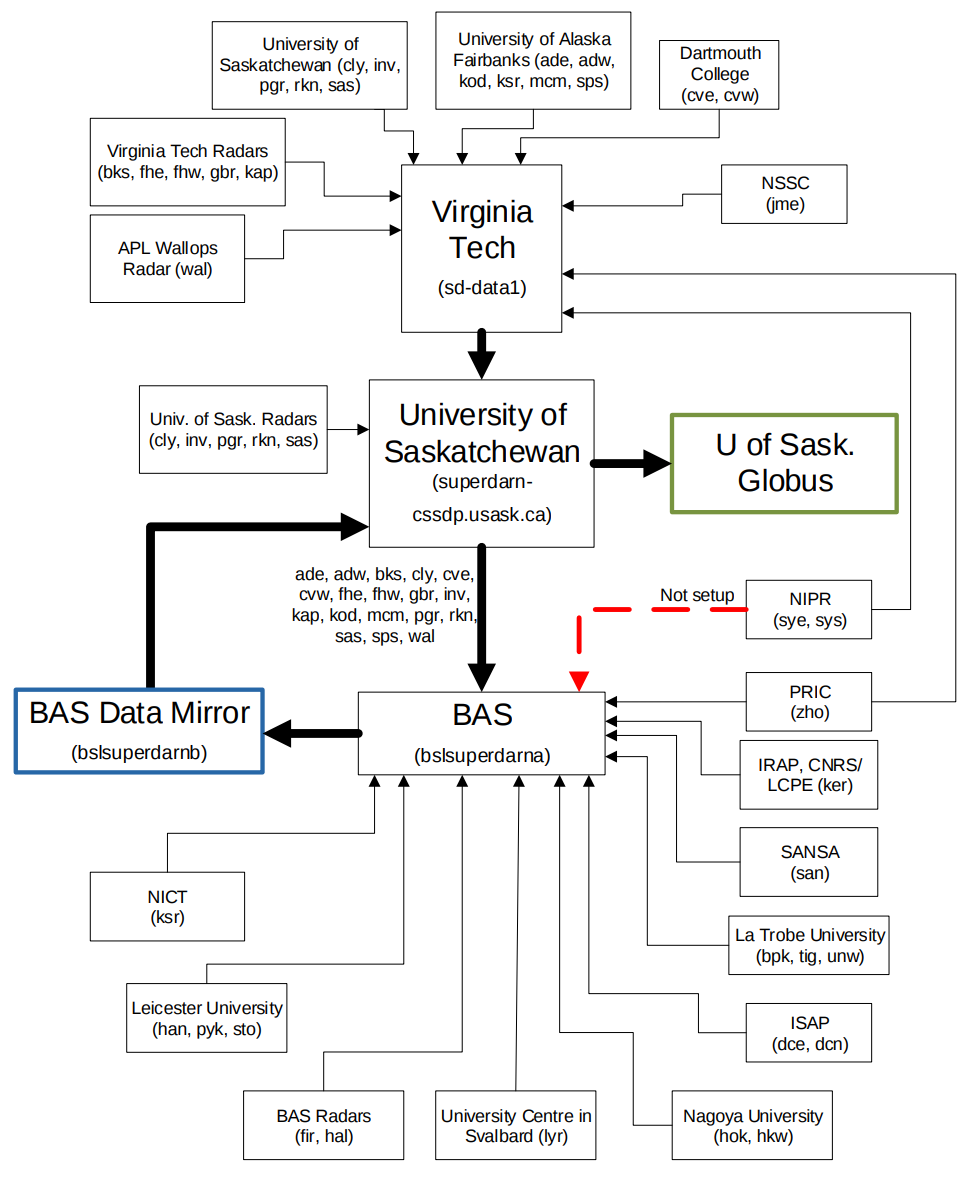 University of
Saskatchewan (cly, inv,
pgr, rkn, sas)
University of Alaska
Fairbanks (ade, adw,
kod, ksr, mcm, sps)
Dartmouth
College
(cve, cvw)
Virginia Tech Radars
(bks, fhe, fhw, gbr, kap)
APL Wallops
Radar (wal)
Virginia
Tech
(sd-data1)
NSSC
(jme)
Univ. of Sask. Radars
(cly, inv, pgr, rkn, sas)
University of
Saskatchewan
(superdarn-
cssdp.usask.ca)
U of Sask.
Globus
ade, adw, bks, cly, cve,
cvw, fhe, fhw, gbr, inv,
kap, kod, mcm, pgr, rkn,
sas, sps, wal
Not setup
NIPR
(sye, sys)
BAS Data Mirror
(bslsuperdarnb)
BAS
(bslsuperdarna)
PRIC
(zho)
IRAP, CNRS/
LCPE (ker)
SANSA
(san)
La Trobe University
(bpk, tig, unw)
ISAP
(dce, dcn)
NICT
(ksr)
Leicester University
(han, pyk, sto)
BAS Radars
(fir, hal)
University Centre in
Svalbard (lyr)
Nagoya University
(hok, hkw)